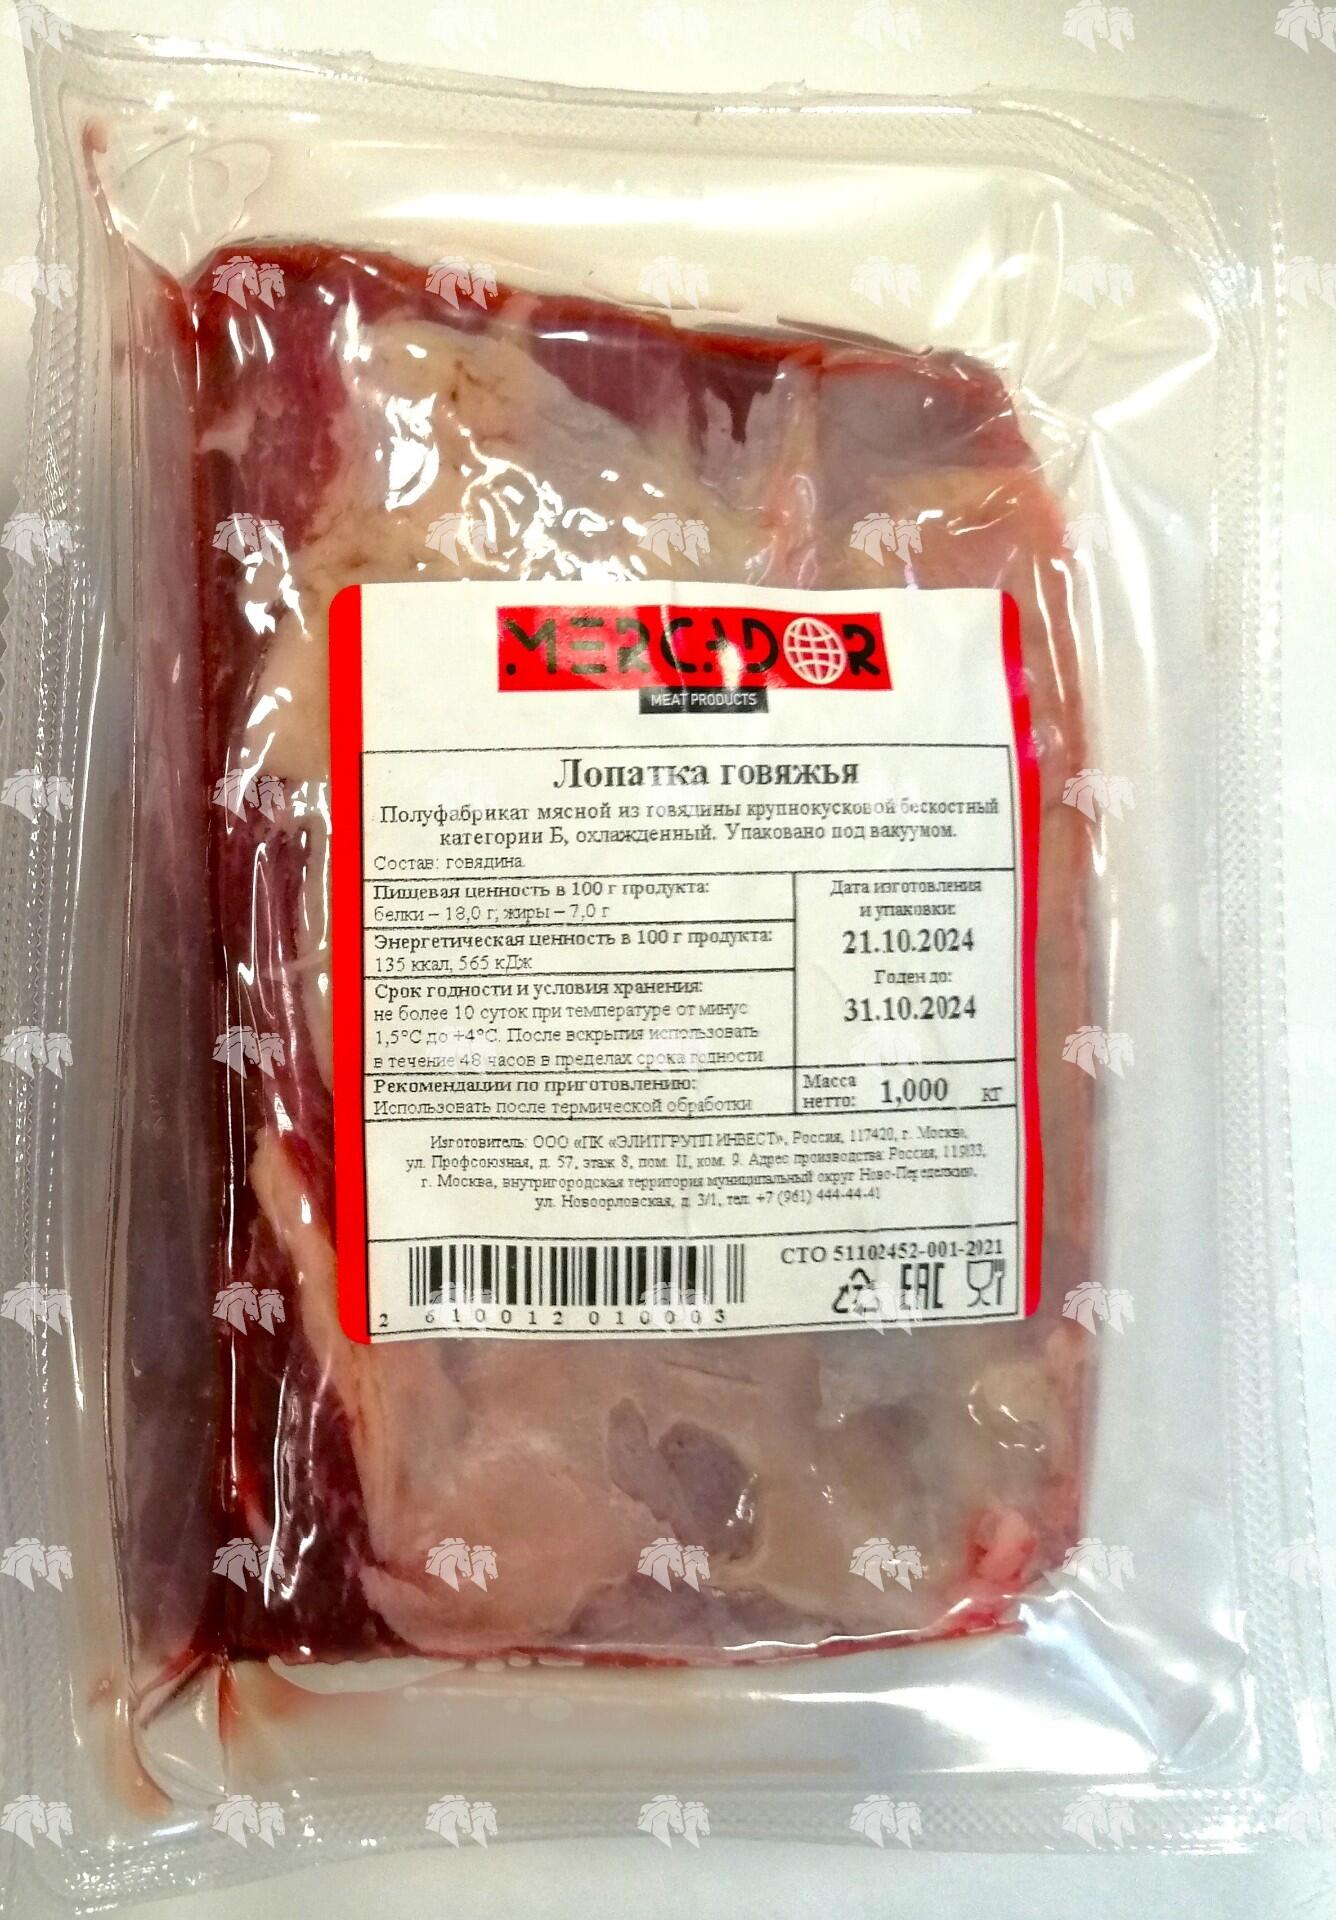 MERCADOR
MEAT PRODUCTS
Лопатка говяжья
Полуфабрикат мясной из говядины крупнокусковой бескостный
категории Б, охлажденный. Упаковано под вакуумом.
Состав: говядина.
Пищевая ценность в 100 г продукта:
белки – 18,0 г; жиры – 7,0 г
Энергетическая ценность в 100 г продукта:
135 ккал, 565 кДж
Срок годности и условия хранения:
не более 10 суток при температуре от минус
1,5°С до +4°С. После вскрытия использовать
в течение 48 часов в пределах срока годности
Рекомендации по приготовлению:
Использовать после термической обработки
Дата изготовления
и упаковки:
21.10.2024
Годен до:
31.10.2024
Масса
нетто: 1,000 кг
Изготовитель: ООО «ПК «ЭЛИТГРУПП ИНВЕСТ», Россия, 117420, г. Москва,
ул. Профсоюзная, д. 57, этаж 8, пом. II, ком. 9. Адрес производства: Россия,
г. Москва, внутригородская территория муниципальный округ Ново-Переделкино,
ул. Новоорловская, д. 3/1, тел. +7 (961) 444-44-41
2 610012 010003
СТО 51102452-001-2021
EAC